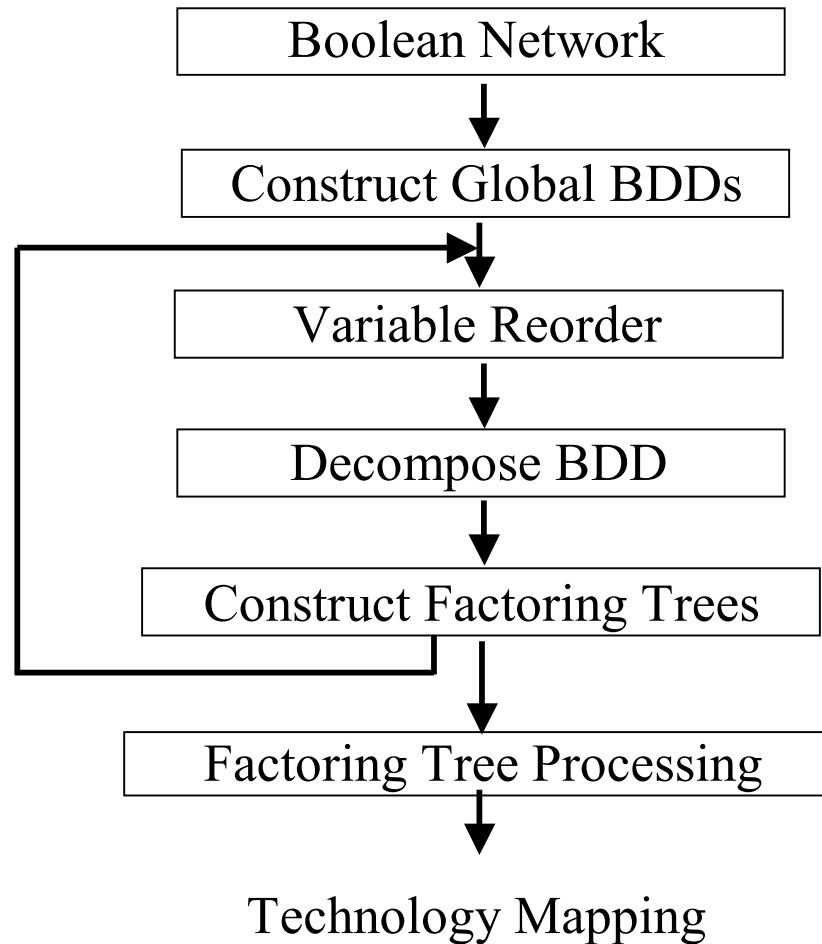 Boolean Network
Construct Global BDDs
Variable Reorder
Decompose BDD
Construct Factoring Trees
Factoring Tree Processing
Technology Mapping